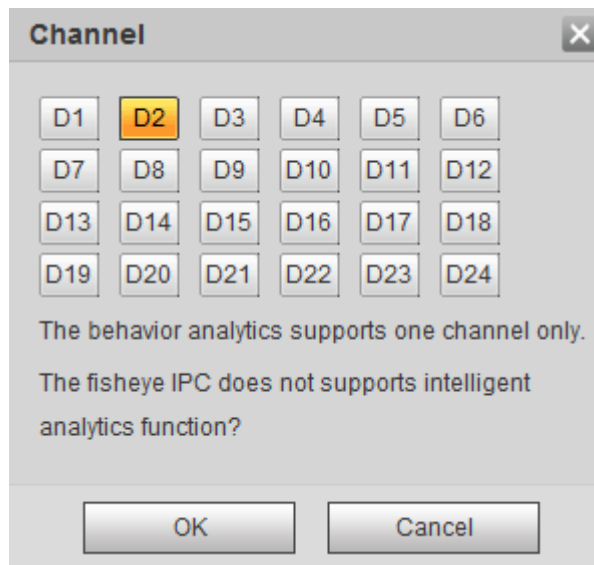 Channel
D1 D2 D3 D4 D5 D6
D7 D8 D9 D10 D11 D12
D13 D14 D15 D16 D17 D18
D19 D20 D21 D22 D23 D24
The behavior analytics supports one channel only.
The fisheye IPC does not supports intelligent
analytics function?
OK Cancel